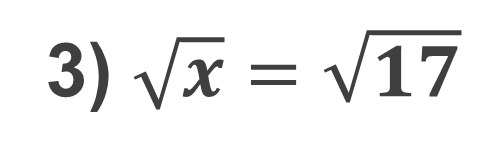 3) √x = √17